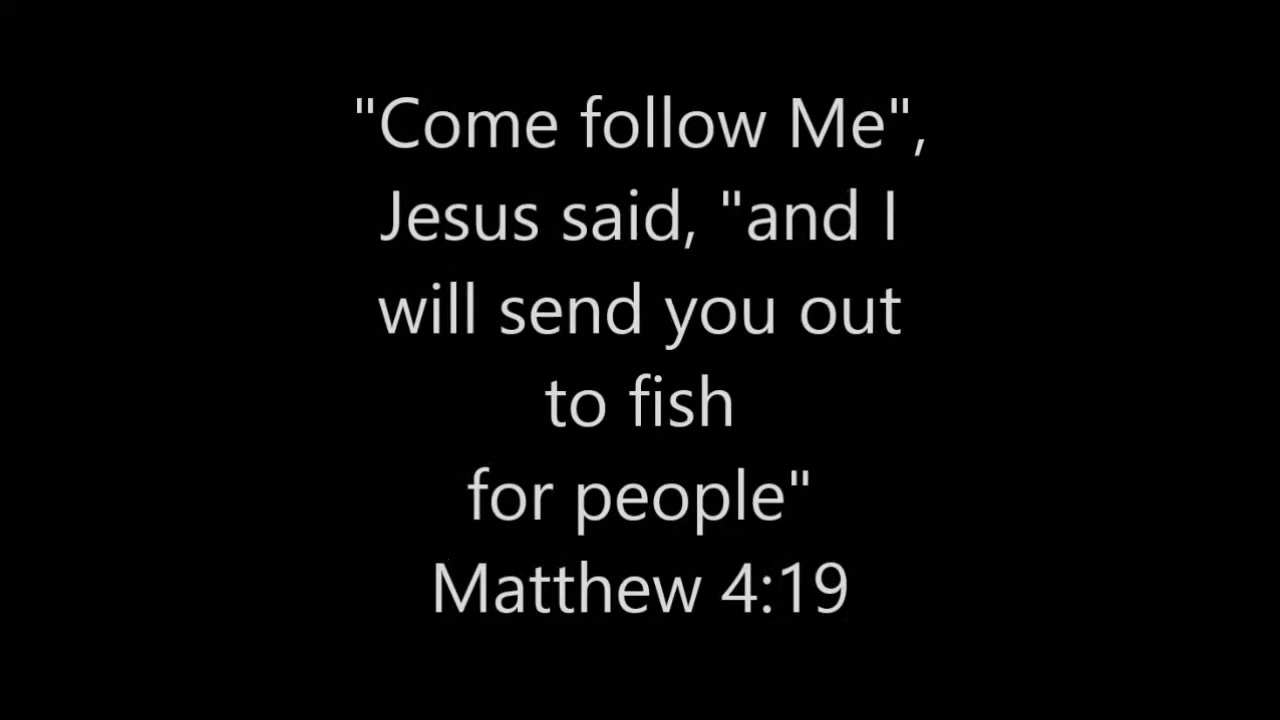 "Come follow Me",
Jesus said, "and I
will send you out
to fish
for people"
Matthew 4:19